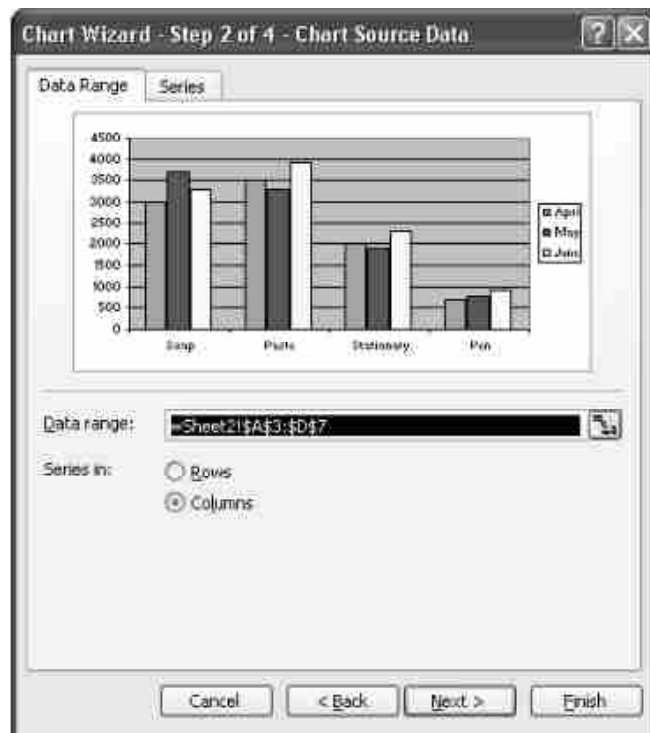 Chart Wizard - Step 2 of 4 - Chart Source Data
Data Range Series
4500
4000
3500
3000
2500
2000
1500
1000
500
0
Soap Paste Stationary Pen
April
May
June
Data range: =Sheet2!$A$3:$D$7
Series in: Rows
Columns
Cancel < Back Next > Finish